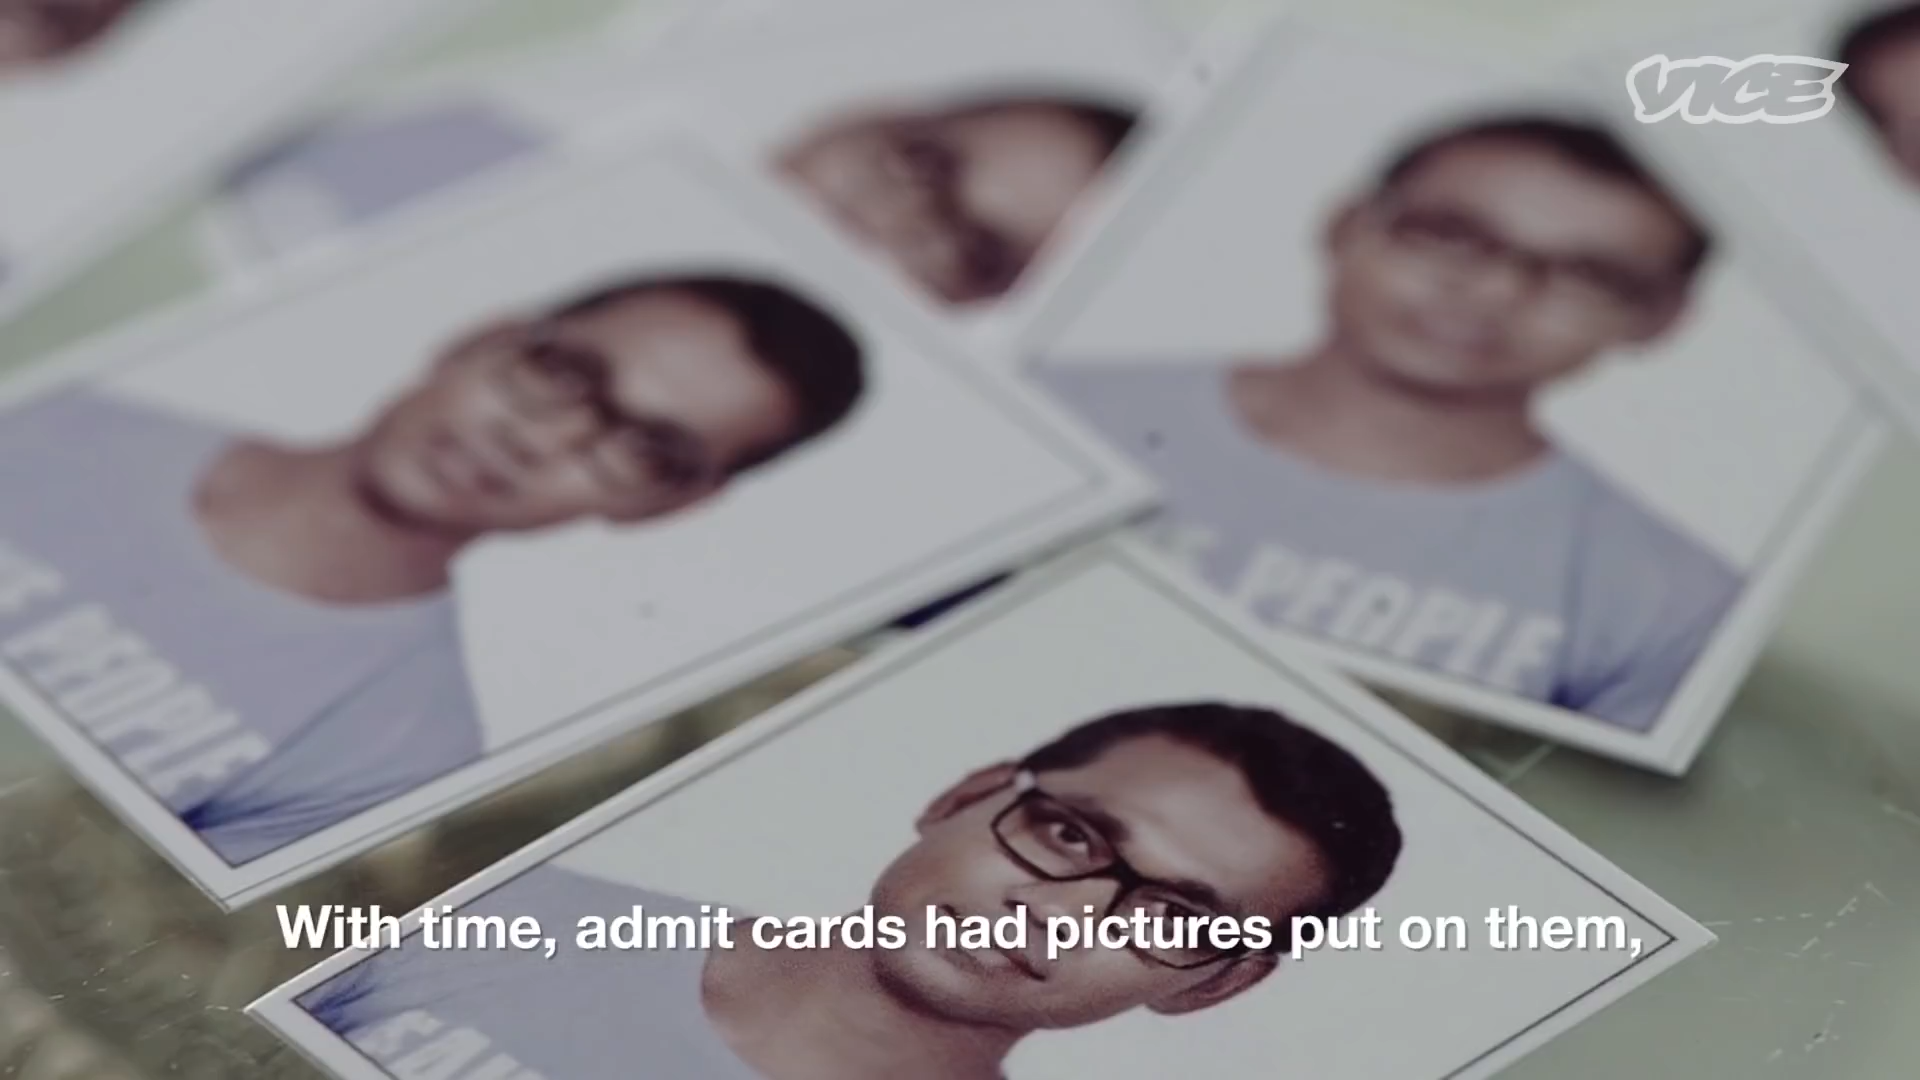 VICE
PEOPLE
PEOPLE
With time, admit cards had pictures put on them,